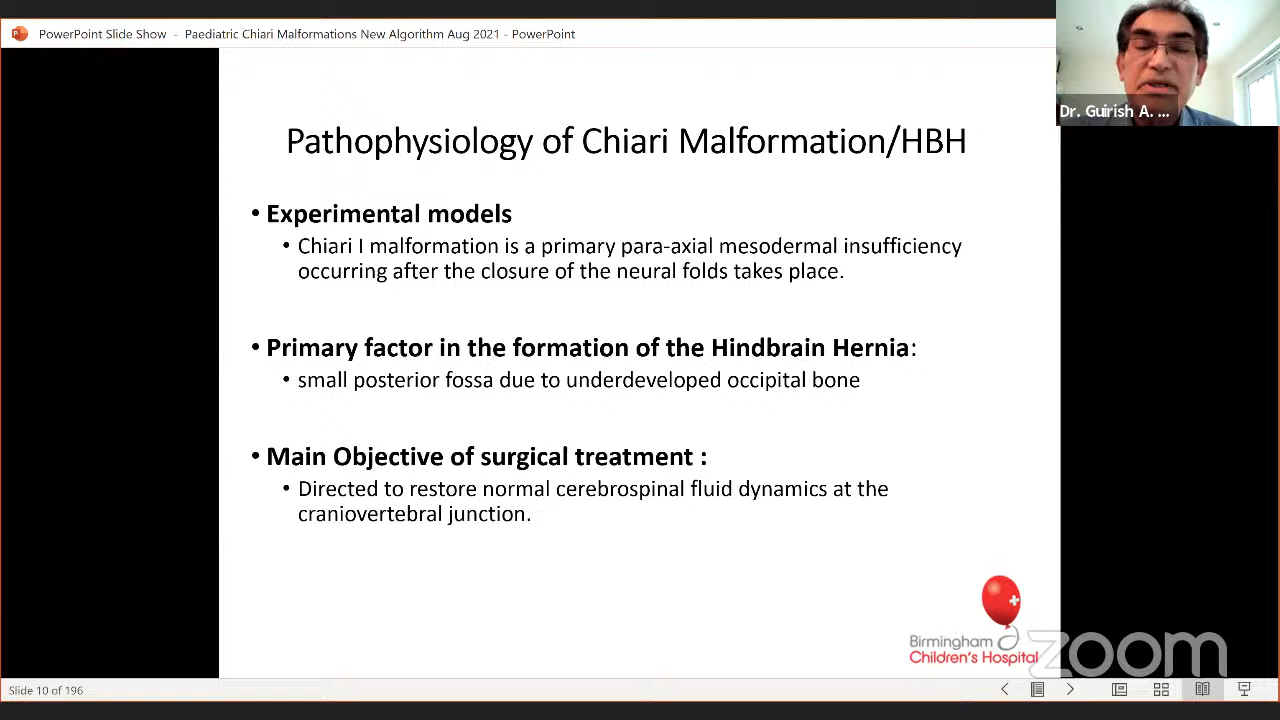 PowerPoint Slide Show - Paediatric Chiari Malformations New Algorithm Aug 2021 - PowerPoint
Dr. Guirish A. ...
Pathophysiology of Chiari Malformation/HBH
• Experimental models
• Chiari I malformation is a primary para-axial mesodermal insufficiency
occurring after the closure of the neural folds takes place.
• Primary factor in the formation of the Hindbrain Hernia:
• small posterior fossa due to underdeveloped occipital bone
• Main Objective of surgical treatment :
• Directed to restore normal cerebrospinal fluid dynamics at the
craniovertebral junction.
Birmingham
Children's Hospital
zoom
Slide 10 of 196